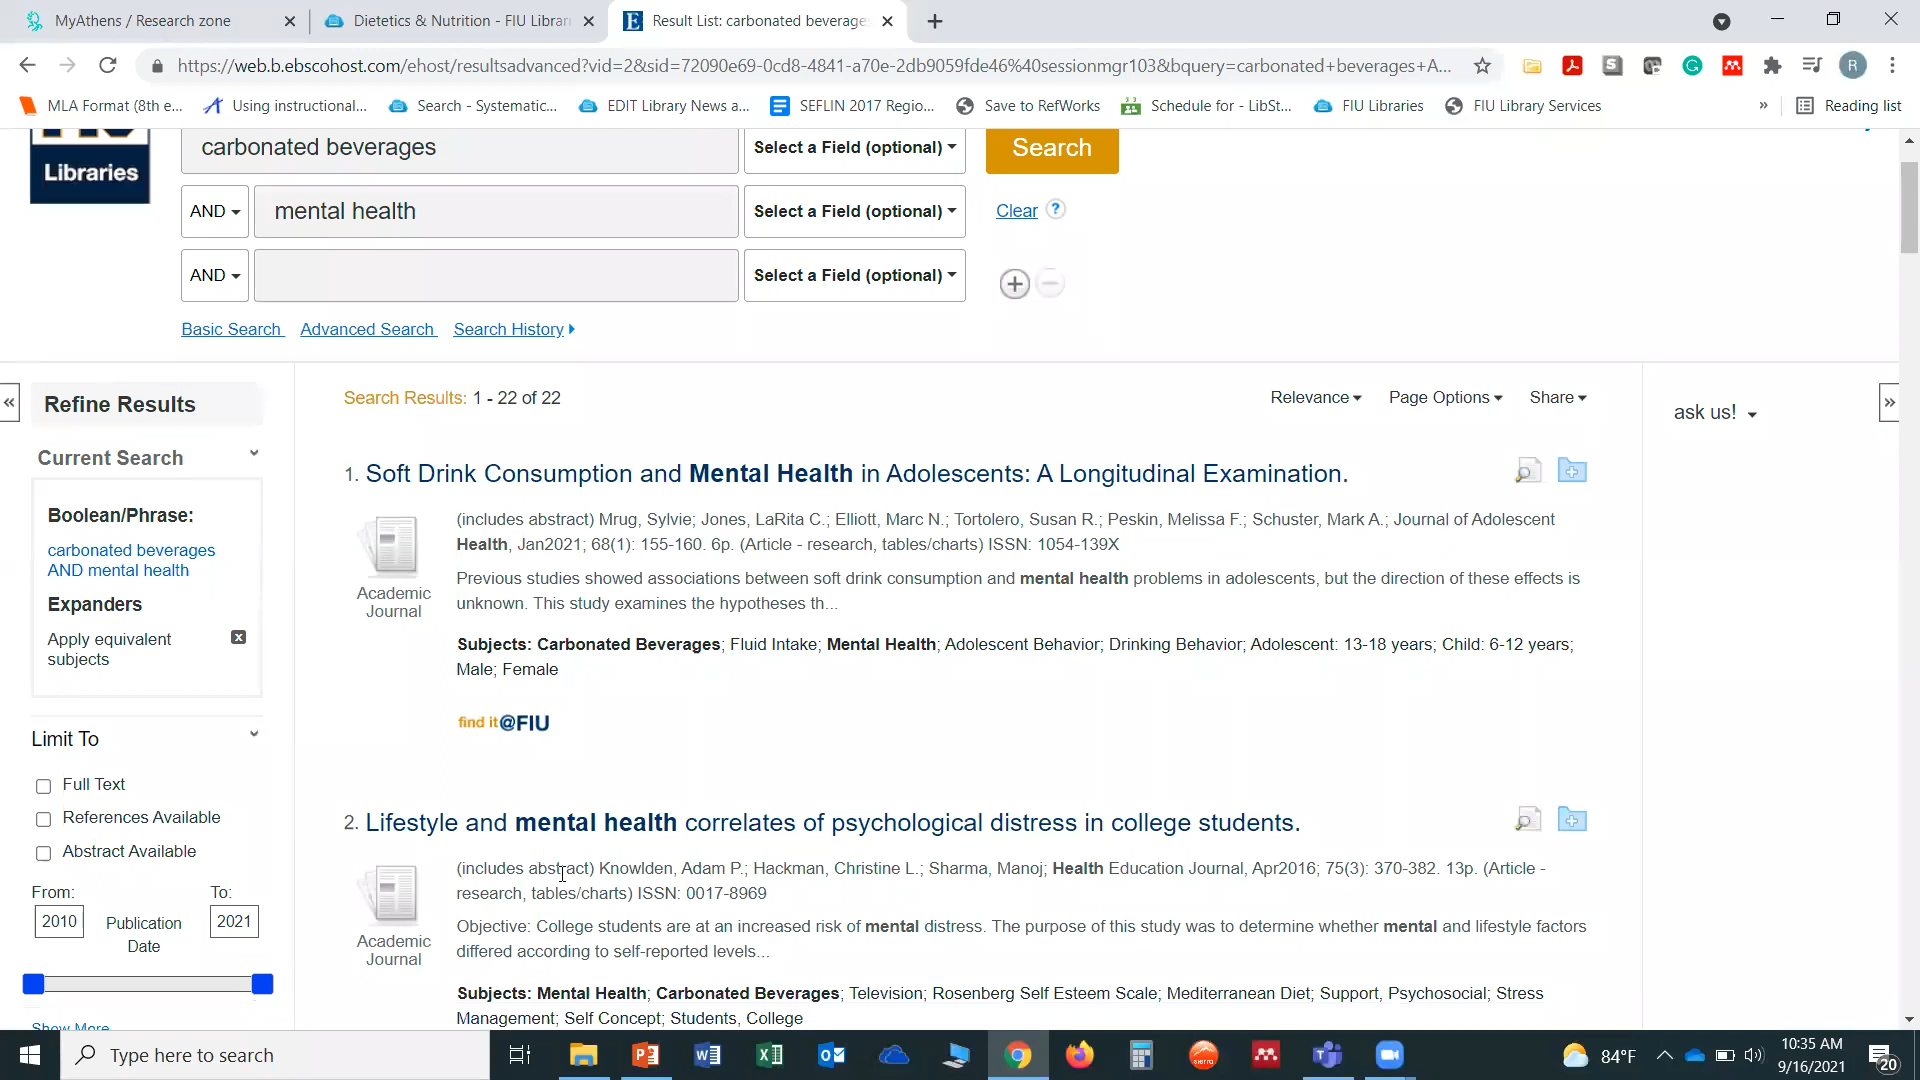 MyAthens / Research zone
Dietetics & Nutrition - FIU Librar
Result List: carbonated beverage
https://web.b.ebscohost.com/ehost/resultsadvanced?vid=2&sid=72090e69-0cd8-4841-a70e-2db9059fde46%40sessionmgr103&bquery=carbonated+beverages+A...
R
MLA Format (8th e...
Using instructional...
Search - Systematic...
EDIT Library News a...
SEFLIN 2017 Regio...
Save to RefWorks
Schedule for - LibSt...
FIU Libraries
FIU Library Services
Reading list
Libraries
carbonated beverages
Select a Field (optional)
Search
AND
mental health
Select a Field (optional)
Clear
AND
Select a Field (optional)
Basic Search
Advanced Search
Search History
Refine Results
Current Search
Boolean/Phrase:
carbonated beverages
AND mental health
Expanders
Apply equivalent
subjects
Limit To
Full Text
References Available
Abstract Available
From:
To:
2010
Publication
Date
2021
Show More
Search Results: 1 - 22 of 22
Relevance
Page Options
Share
ask us!
1. Soft Drink Consumption and Mental Health in Adolescents: A Longitudinal Examination.
Academic
Journal
(includes abstract) Mrug, Sylvie; Jones, LaRita C.; Elliott, Marc N.; Tortolero, Susan R.; Peskin, Melissa F.; Schuster, Mark A.; Journal of Adolescent
Health, Jan2021; 68(1): 155-160. 6p. (Article - research, tables/charts) ISSN: 1054-139X
Previous studies showed associations between soft drink consumption and mental health problems in adolescents, but the direction of these effects is
unknown. This study examines the hypotheses th...
Subjects: Carbonated Beverages; Fluid Intake; Mental Health; Adolescent Behavior; Drinking Behavior; Adolescent: 13-18 years; Child: 6-12 years;
Male; Female
find it@FIU
2. Lifestyle and mental health correlates of psychological distress in college students.
Academic
Journal
(includes abstract) Knowlden, Adam P.; Hackman, Christine L.; Sharma, Manoj; Health Education Journal, Apr2016; 75(3): 370-382. 13p. (Article -
research, tables/charts) ISSN: 0017-8969
Objective: College students are at an increased risk of mental distress. The purpose of this study was to determine whether mental and lifestyle factors
differed according to self-reported levels...
Subjects: Mental Health; Carbonated Beverages; Television; Rosenberg Self Esteem Scale; Mediterranean Diet; Support, Psychosocial; Stress
Management; Self Concept; Students, College
Type here to search
84°F
10:35 AM
9/16/2021
20